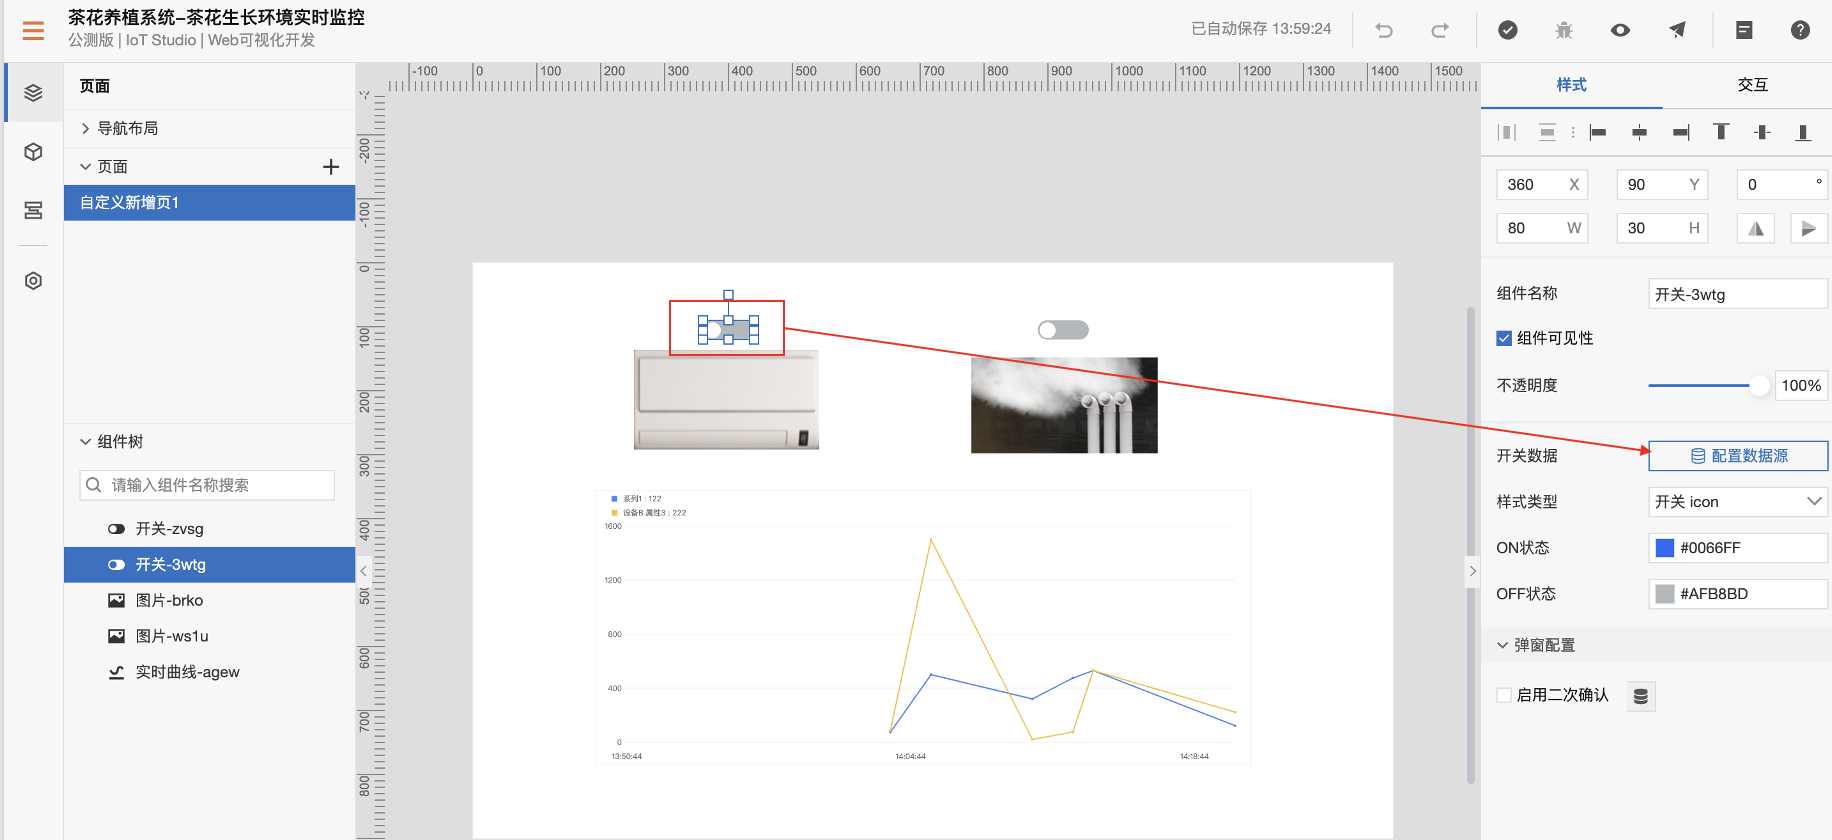 茶花养植系统-茶花生长环境实时监控
公测版 | IoT Studio | Web可视化开发
已自动保存 13:59:24
页面
导航布局
页面
自定义新增页1
组件树
请输入组件名称搜索
开关-zvsg
开关-3wtg
图片-brko
图片-ws1u
实时曲线-agew
-100 0 100 200 300 400 500 600 700 800 900 1000 1100 1200 1300 1400 1500
-200
-100
0
100
200
300
400
500
600
700
800
系列1 : 122
设备B 属性3 : 222
1600
1200
800
400
0
13:50:44 14:04:44 14:18:44
样式 交互
360 X 90 Y 0 °
80 W 30 H
组件名称 开关-3wtg
组件可见性
不透明度 100%
开关数据 配置数据源
样式类型 开关 icon
ON状态 #0066FF
OFF状态 #AFB8BD
弹窗配置
启用二次确认